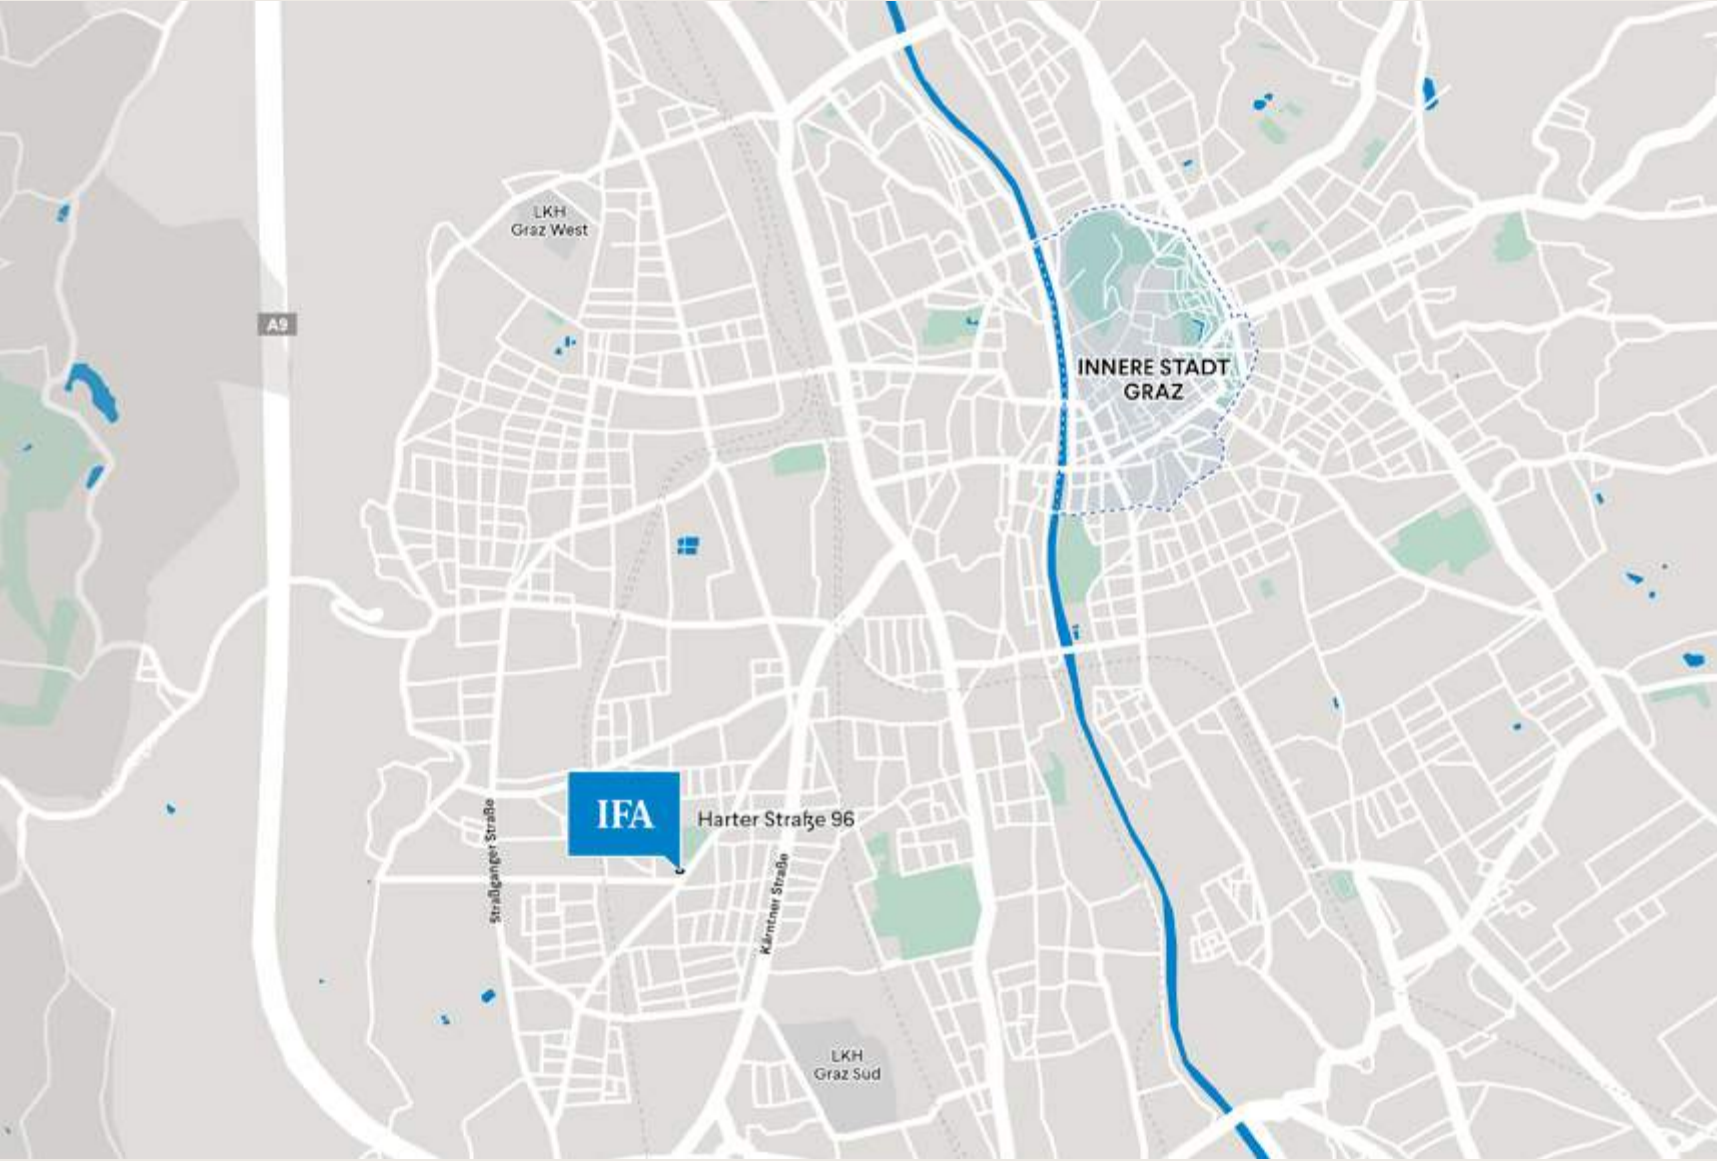 LKH
Graz West
A9
INNERE STADT
GRAZ
IFA
Harter Straße 96
Straßganger Straße
Kärntner Straße
LKH
Graz Süd